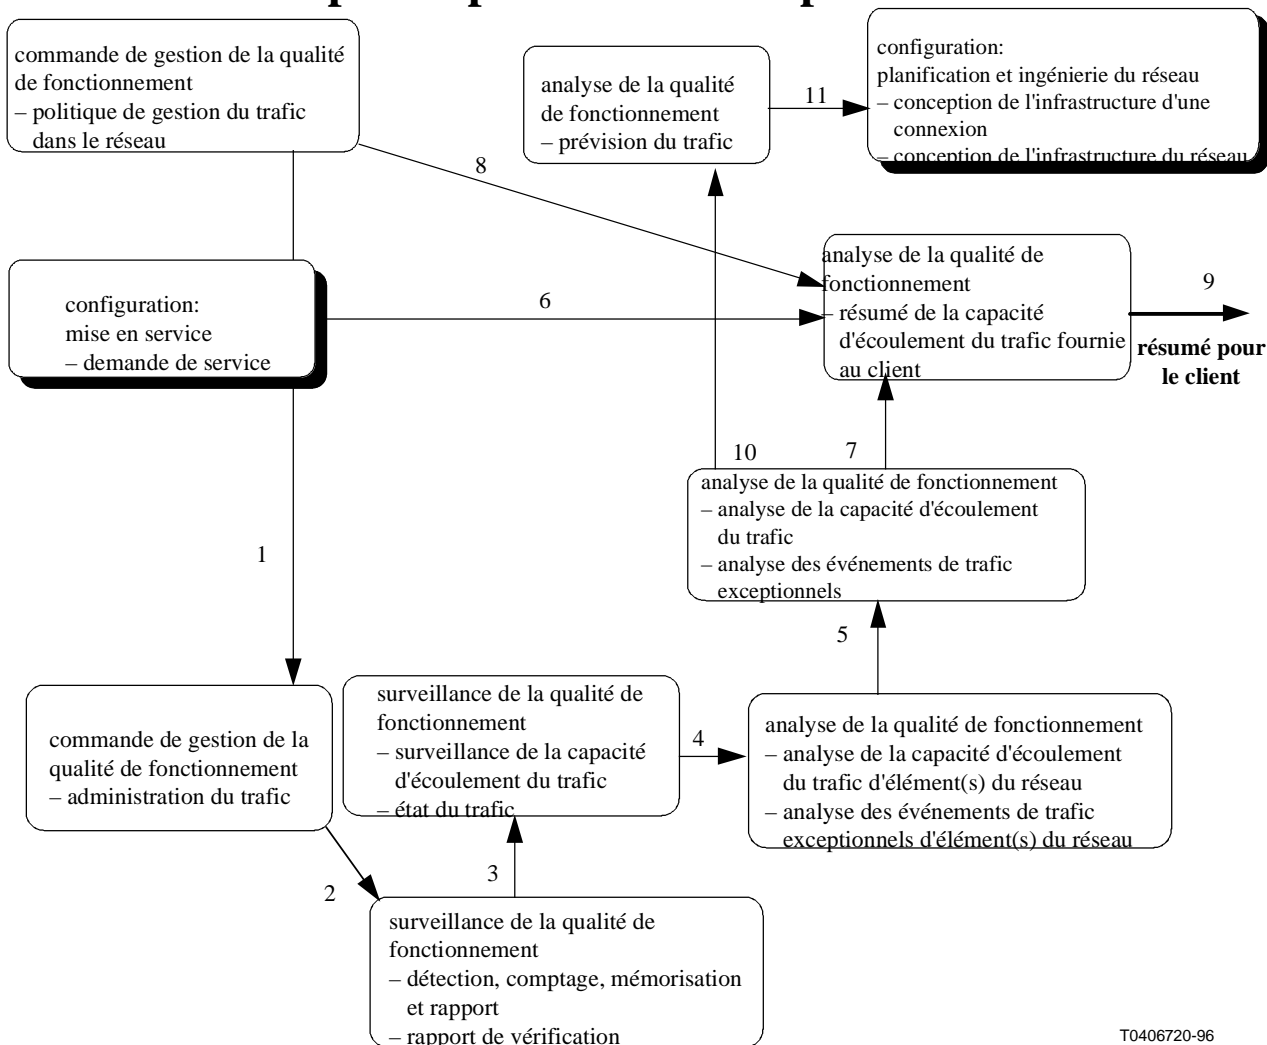 commande de gestion de la qualité
de fonctionnement
– politique de gestion du trafic
dans le réseau
analyse de la qualité
de fonctionnement
– prévision du trafic
11
configuration:
planification et ingénierie du réseau
– conception de l'infrastructure d'une
connexion
– conception de l'infrastructure du réseau
8
configuration:
mise en service
– demande de service
6
analyse de la qualité de
fonctionnement
– résumé de la capacité
d'écoulement du trafic fournie
au client
9
résumé pour
le client
10
7
analyse de la qualité de fonctionnement
– analyse de la capacité d'écoulement
du trafic
– analyse des événements de trafic
exceptionnels
1
5
commande de gestion de la
qualité de fonctionnement
– administration du trafic
surveillance de la qualité de
fonctionnement
– surveillance de la capacité
d'écoulement du trafic
– état du trafic
4
analyse de la qualité de fonctionnement
– analyse de la capacité d'écoulement
du trafic d'élément(s) du réseau
– analyse des événements de trafic
exceptionnels d'élément(s) du réseau
2
3
surveillance de la qualité de
fonctionnement
– détection, comptage, mémorisation
et rapport
– rapport de vérification
T0406720-96